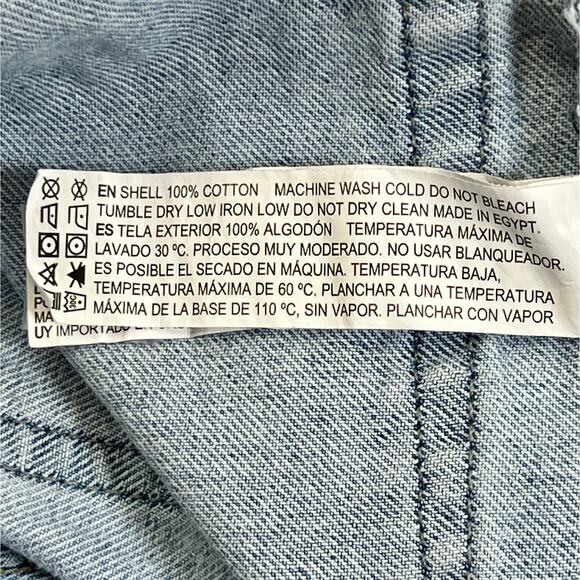 EN SHELL 100% COTTON MACHINE WASH COLD DO NOT BLEACH
TUMBLE DRY LOW IRON LOW DO NOT DRY CLEAN MADE IN EGYPT.
ES TELA EXTERIOR 100% ALGODÓN TEMPERATURA MÁXIMA DE
LAVADO 30 ºC. PROCESO MUY MODERADO. NO USAR BLANQUEADOR.
ES POSIBLE EL SECADO EN MÁQUINA. TEMPERATURA BAJA,
TEMPERATURA MÁXIMA DE 60 ºC. PLANCHAR A UNA TEMPERATURA
MÁXIMA DE LA BASE DE 110 ºC, SIN VAPOR. PLANCHAR CON VAPOR
UY IMPORTADO